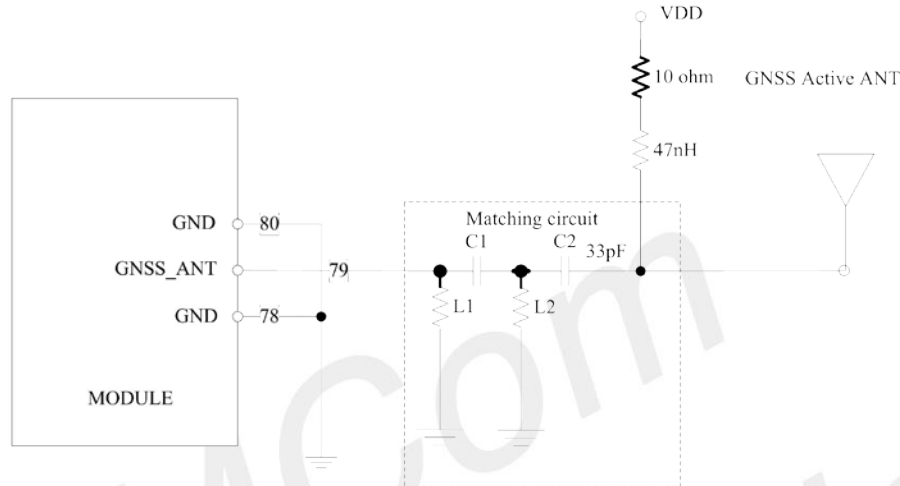 VDD
10 ohm
GNSS Active ANT
47nH
Matching circuit
C1
C2
33pF
GND
80
GNSS_ANT
79
GND
78
L1
L2
MODULE